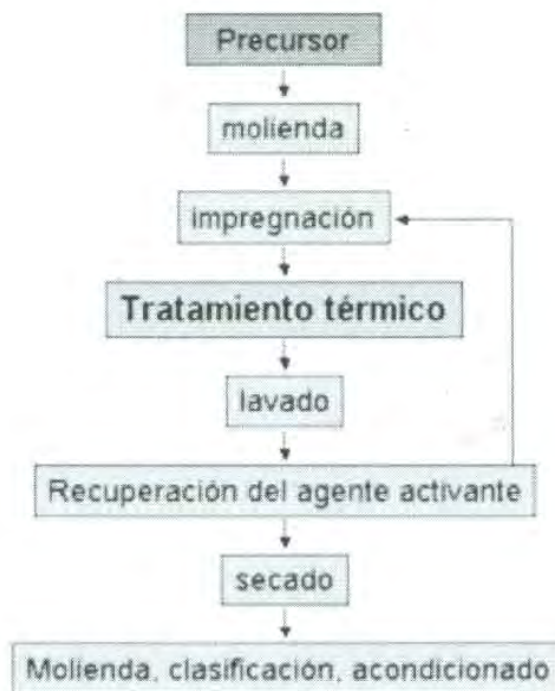 Precursor
molienda
impregnación
Tratamiento térmico
lavado
Recuperación del agente activante
secado
Molienda, clasificación, acondicionado